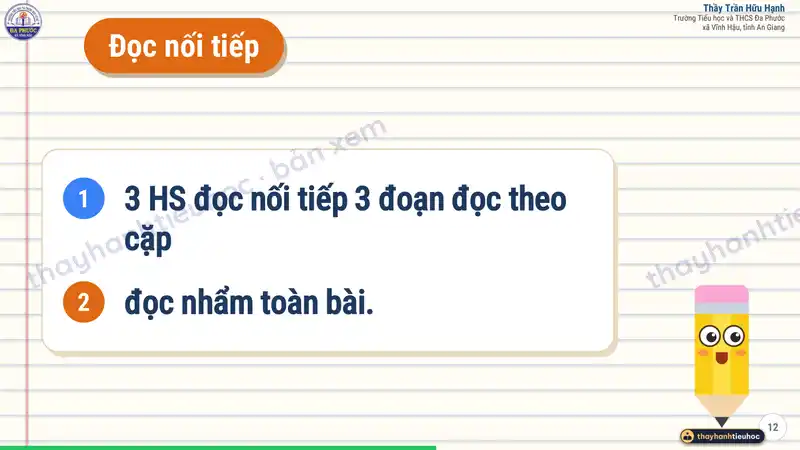 Thầy Trần Hữu Hạnh
Trường Tiểu học và THCS Đa Phước
xã Vĩnh Hậu, tỉnh An Giang
ĐA PHƯỚC
Đọc nối tiếp
1 3 HS đọc nối tiếp 3 đoạn đọc theo
cặp
2 đọc nhẩm toàn bài.
thayhanhtieuhoc · bản xem
thayhanhtie
thayhanhtieuhoc
12